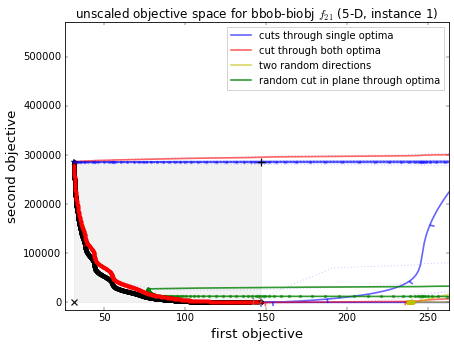 unscaled objective space for bbob-biobj f21 (5-D, instance 1)
cuts through single optima
cut through both optima
two random directions
random cut in plane through optima
second objective
500000
400000
300000
200000
100000
0
50
100
150
200
250
first objective